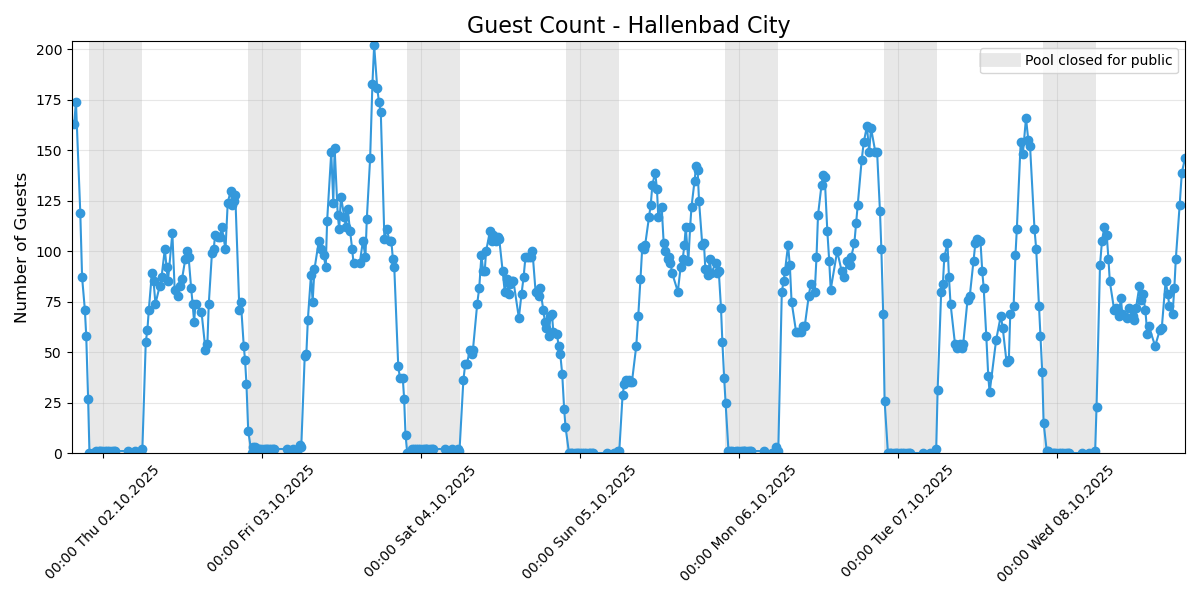 Guest Count - Hallenbad City
Pool closed for public
Number of Guests
200
175
150
125
100
75
50
25
0
00:00 Thu 02.10.2025
00:00 Fri 03.10.2025
00:00 Sat 04.10.2025
00:00 Sun 05.10.2025
00:00 Mon 06.10.2025
00:00 Tue 07.10.2025
00:00 Wed 08.10.2025